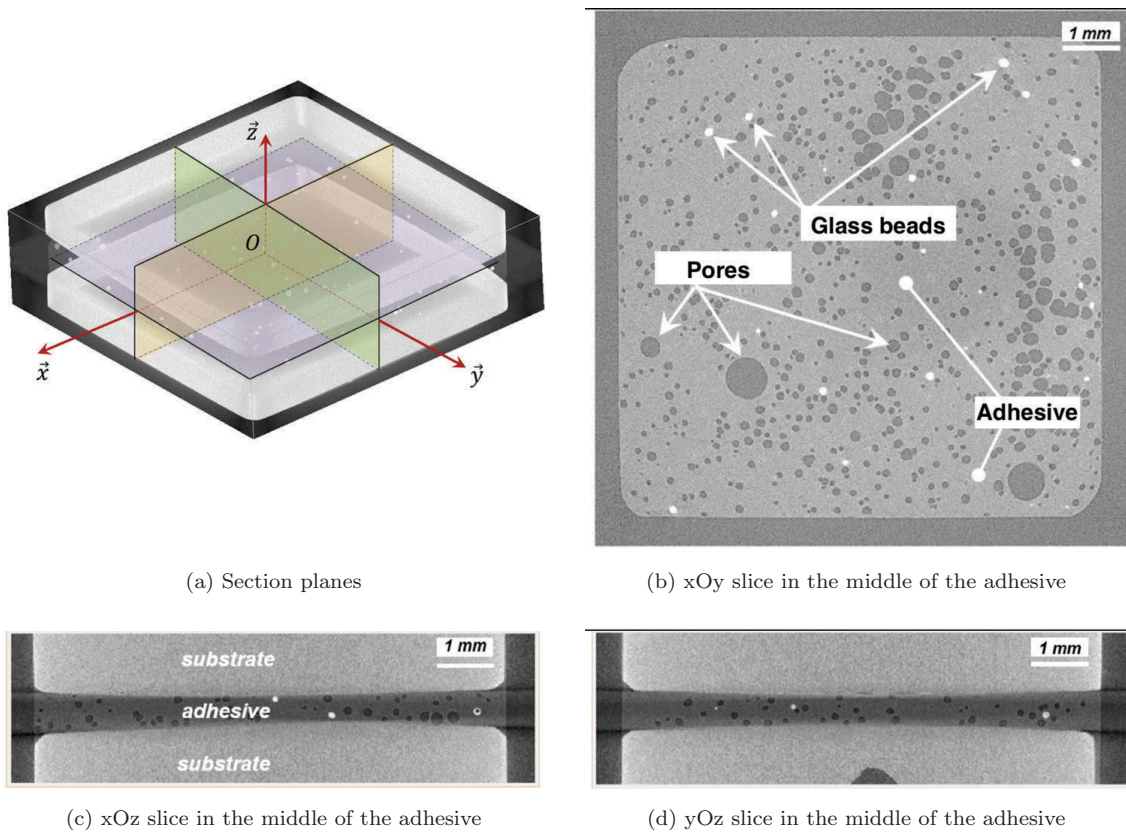 1 mm
z⃗
O
x⃗
y⃗
Glass beads
Pores
Adhesive
(a) Section planes
(b) xOy slice in the middle of the adhesive
1 mm
substrate
adhesive
substrate
1 mm
(c) xOz slice in the middle of the adhesive
(d) yOz slice in the middle of the adhesive